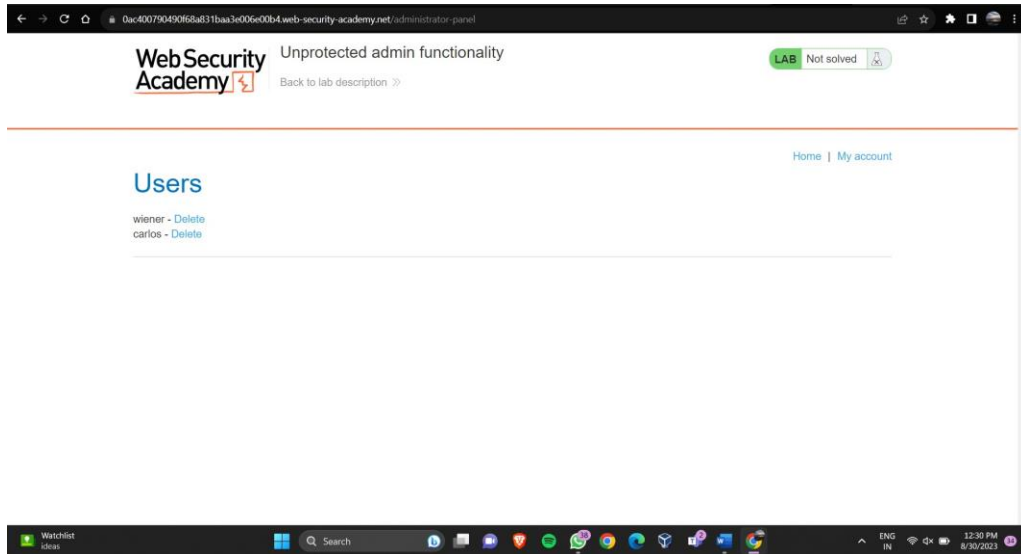 0ac400790490f68a831baa3e006e00b4.web-security-academy.net/administrator-panel
Web Security
Academy
Unprotected admin functionality
Back to lab description
LAB Not solved
Home | My account
Users
wiener - Delete
carlos - Delete
Watchlist
ideas
Search
ENG
IN
12:30 PM
8/30/2023